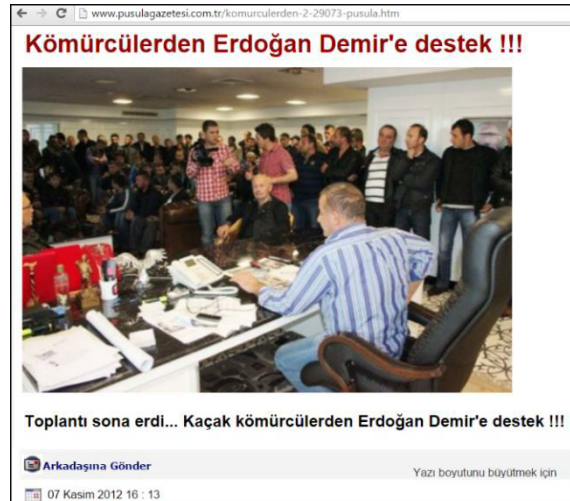 www.pusulagazetesi.com.tr/komurculerden-2-29073-pusula.htm
Kömürcülerden Erdoğan Demir'e destek !!!
Toplantı sona erdi... Kaçak kömürcülerden Erdoğan Demir'e destek !!!
Arkadaşına Gönder
Yazı boyutunu büyütmek için
07 Kasim 2012 16 : 13